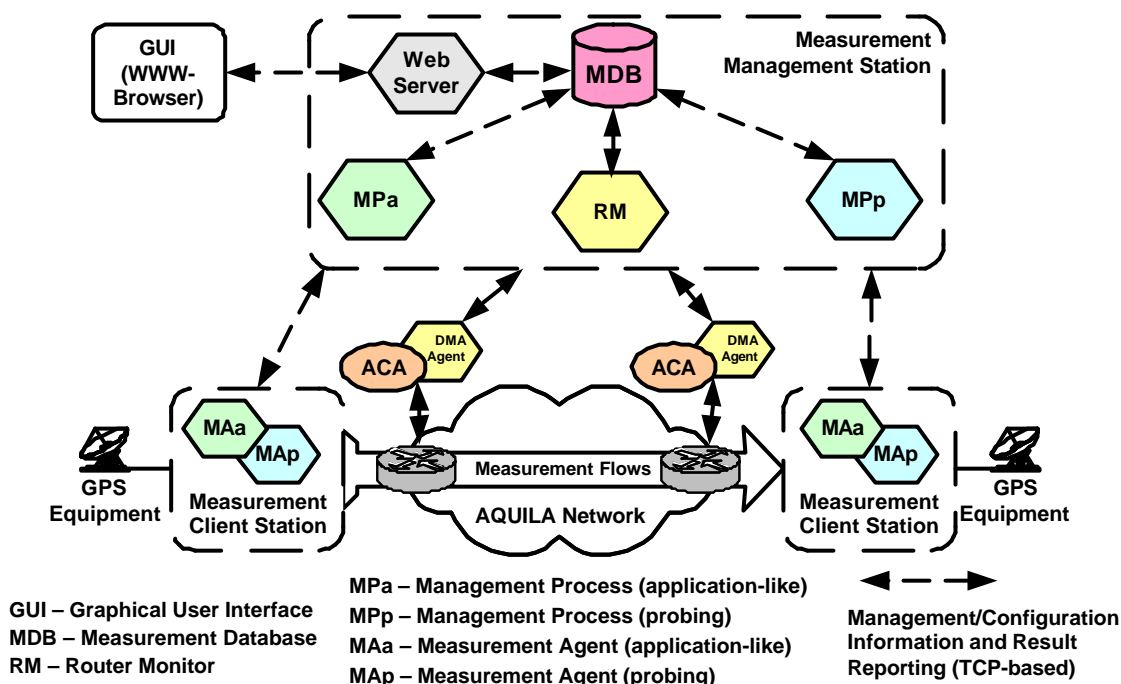 GUI
(WWW-
Browser)
Web
Server
MDB
Measurement
Management Station
MPa
RM
MPp
DMA
Agent
ACA
DMA
Agent
ACA
MAa
MAp
Measurement
Client Station
GPS
Equipment
Measurement Flows
AQUILA Network
MAa
MAp
Measurement
Client Station
GPS
Equipment
GUI – Graphical User Interface
MDB – Measurement Database
RM – Router Monitor
MPa – Management Process (application-like)
MPp – Management Process (probing)
MAa – Measurement Agent (application-like)
MAp – Measurement Agent (probing)
Management/Configuration
Information and Result
Reporting (TCP-based)